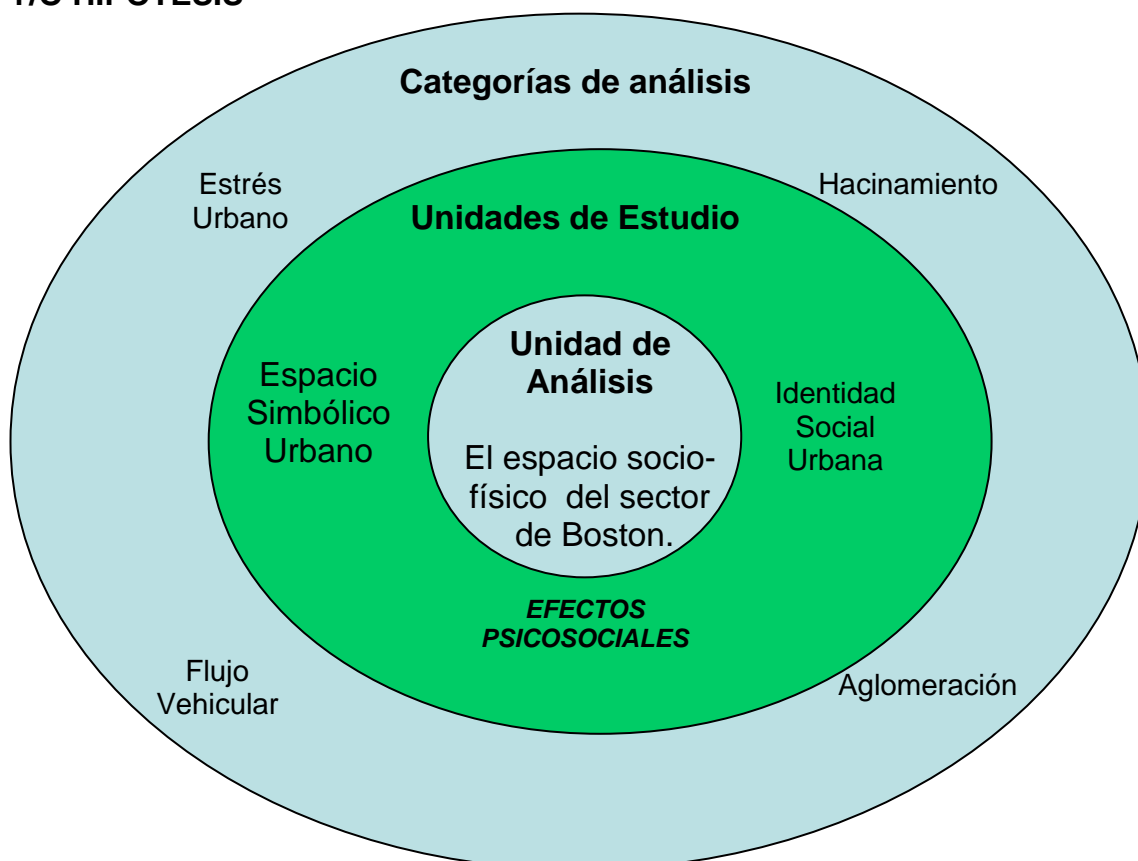 Categorías de análisis
Estrés
Urbano
Hacinamiento
Unidades de Estudio
Unidad de
Análisis
Espacio
Simbólico
Urbano
Identidad
Social
Urbana
El espacio socio-
físico del sector
de Boston.
EFECTOS
PSICOSOCIALES
Flujo
Vehicular
Aglomeración